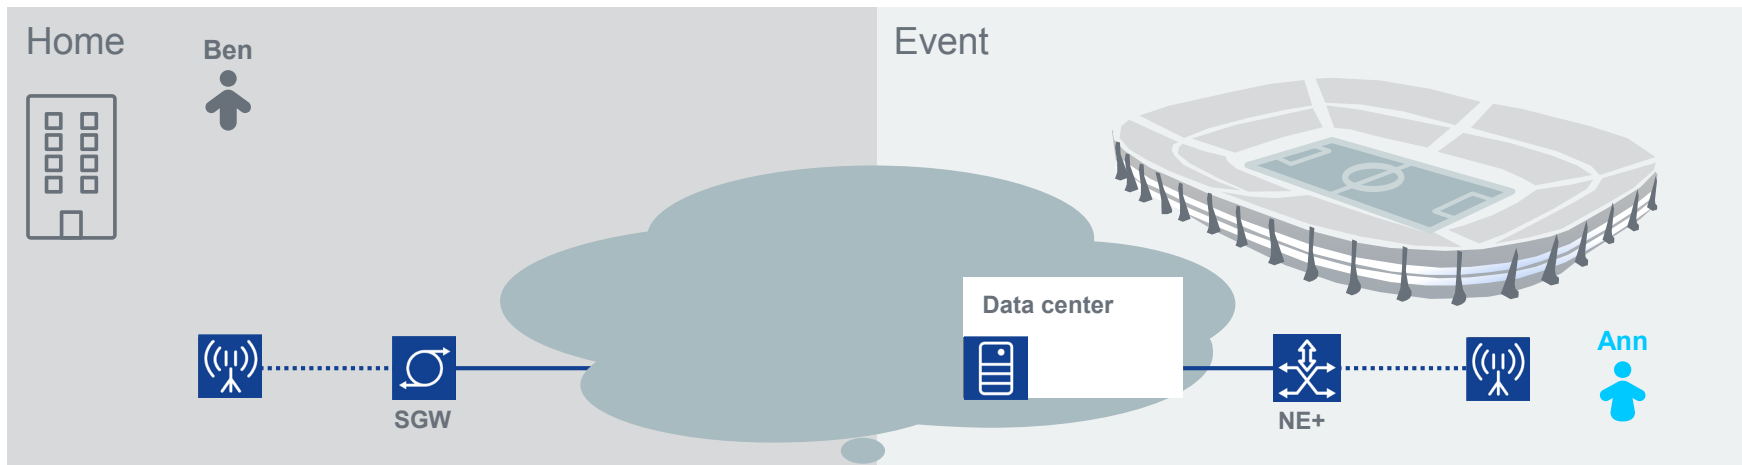 Home
Ben
Event
Data center
Ann
SGW
NE+